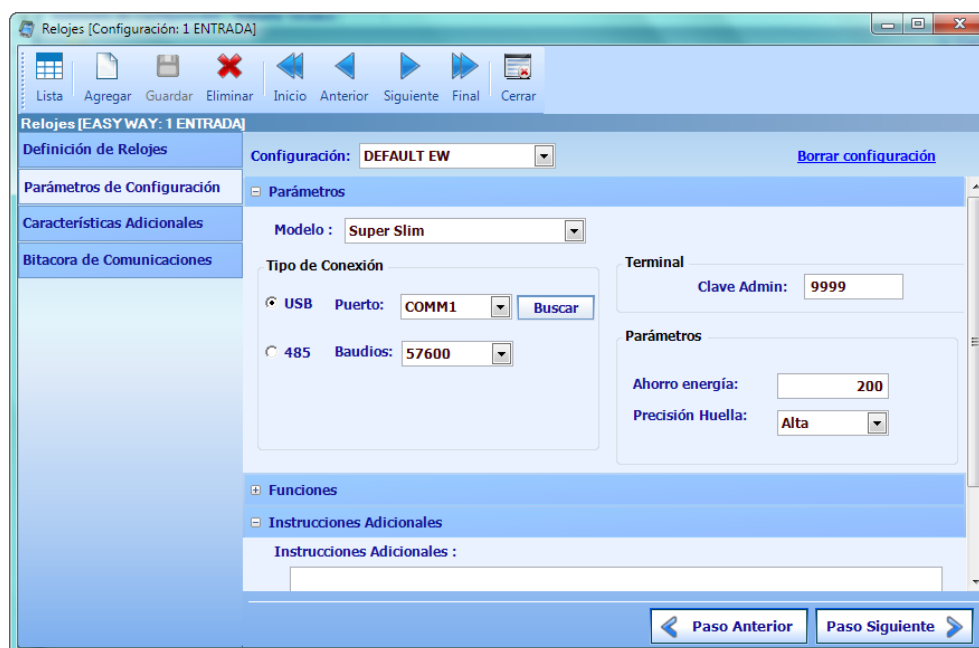 Relojes [Configuración: 1 ENTRADA]
Lista Agregar Guardar Eliminar Inicio Anterior Siguiente Final Cerrar
Relojes [EASY WAY: 1 ENTRADA]
Definición de Relojes
Parámetros de Configuración
Características Adicionales
Bitacora de Comunicaciones
Configuración: DEFAULT EW Borrar configuración
Parámetros
Modelo : Super Slim
Tipo de Conexión
USB Puerto: COMM1 Buscar
485 Baudios: 57600
Terminal
Clave Admin: 9999
Parámetros
Ahorro energía: 200
Precisión Huella: Alta
Funciones
Instrucciones Adicionales
Instrucciones Adicionales :
Paso Anterior Paso Siguiente